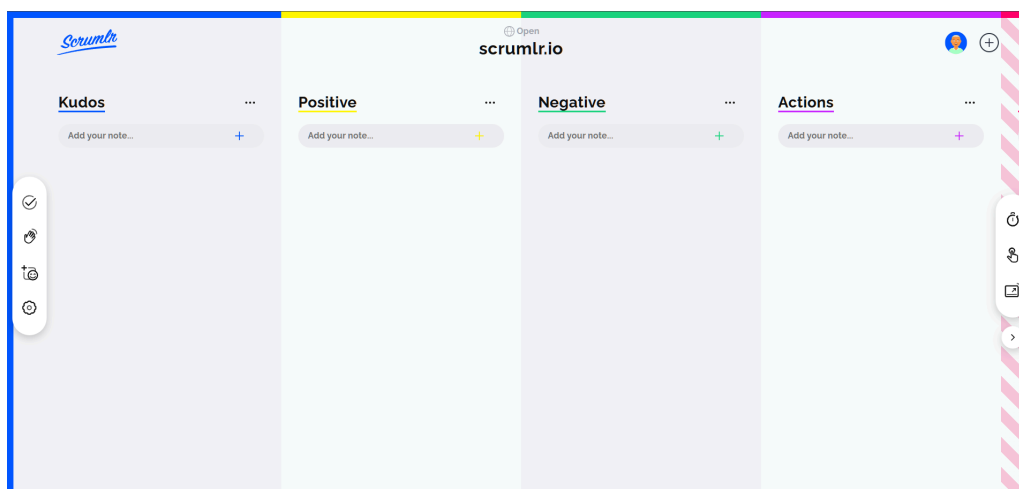 Scrumlr
Open
scrumlr.io
Kudos
Positive
Negative
Actions
Add your note...
Add your note...
Add your note...
Add your note...